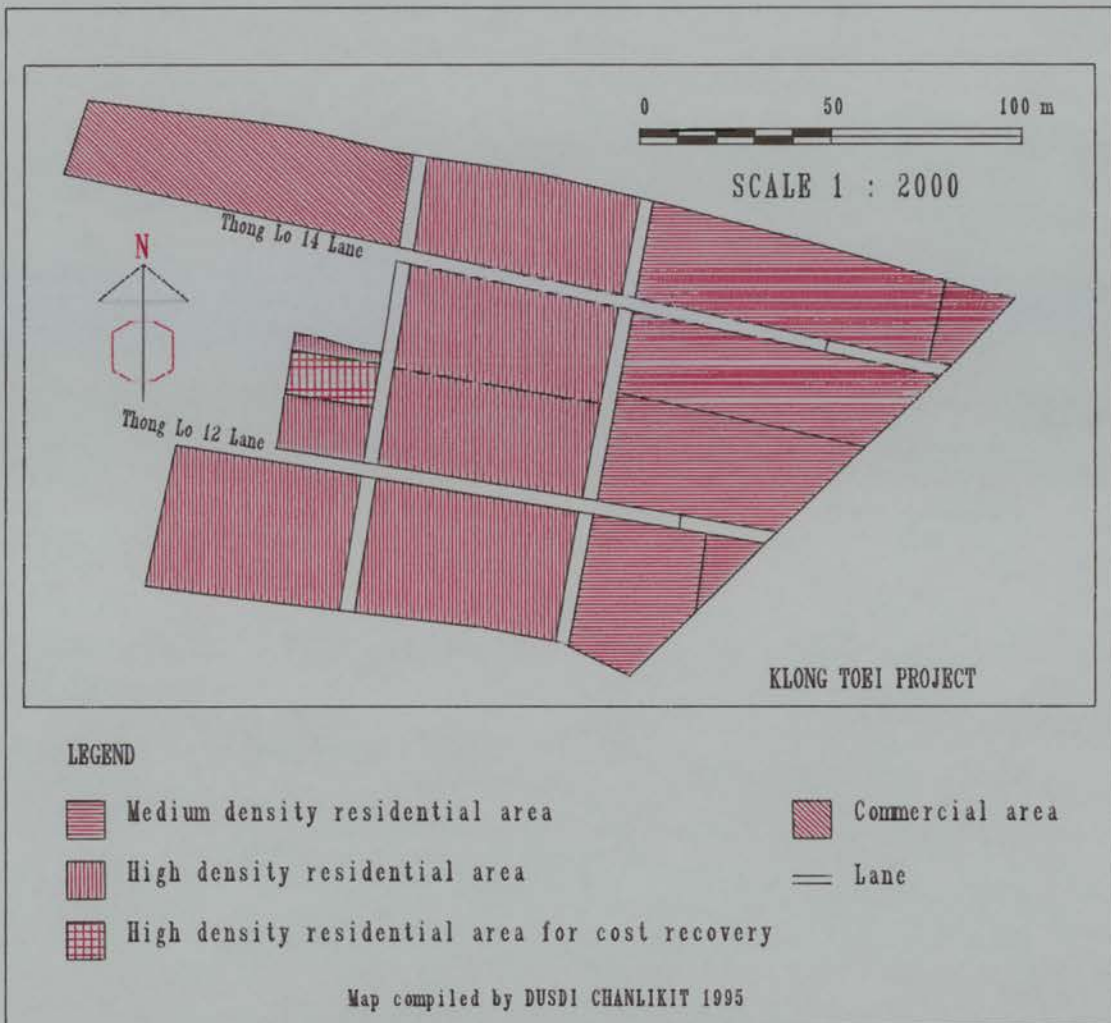 0 50 100 m
SCALE 1 : 2000
Thong Lo 14 Lane
N
Thong Lo 12 Lane
KLONG TOEI PROJECT
LEGEND
Medium density residential area
High density residential area
High density residential area for cost recovery
Commercial area
Lane
Map compiled by DUSDI CHANLIKIT 1995